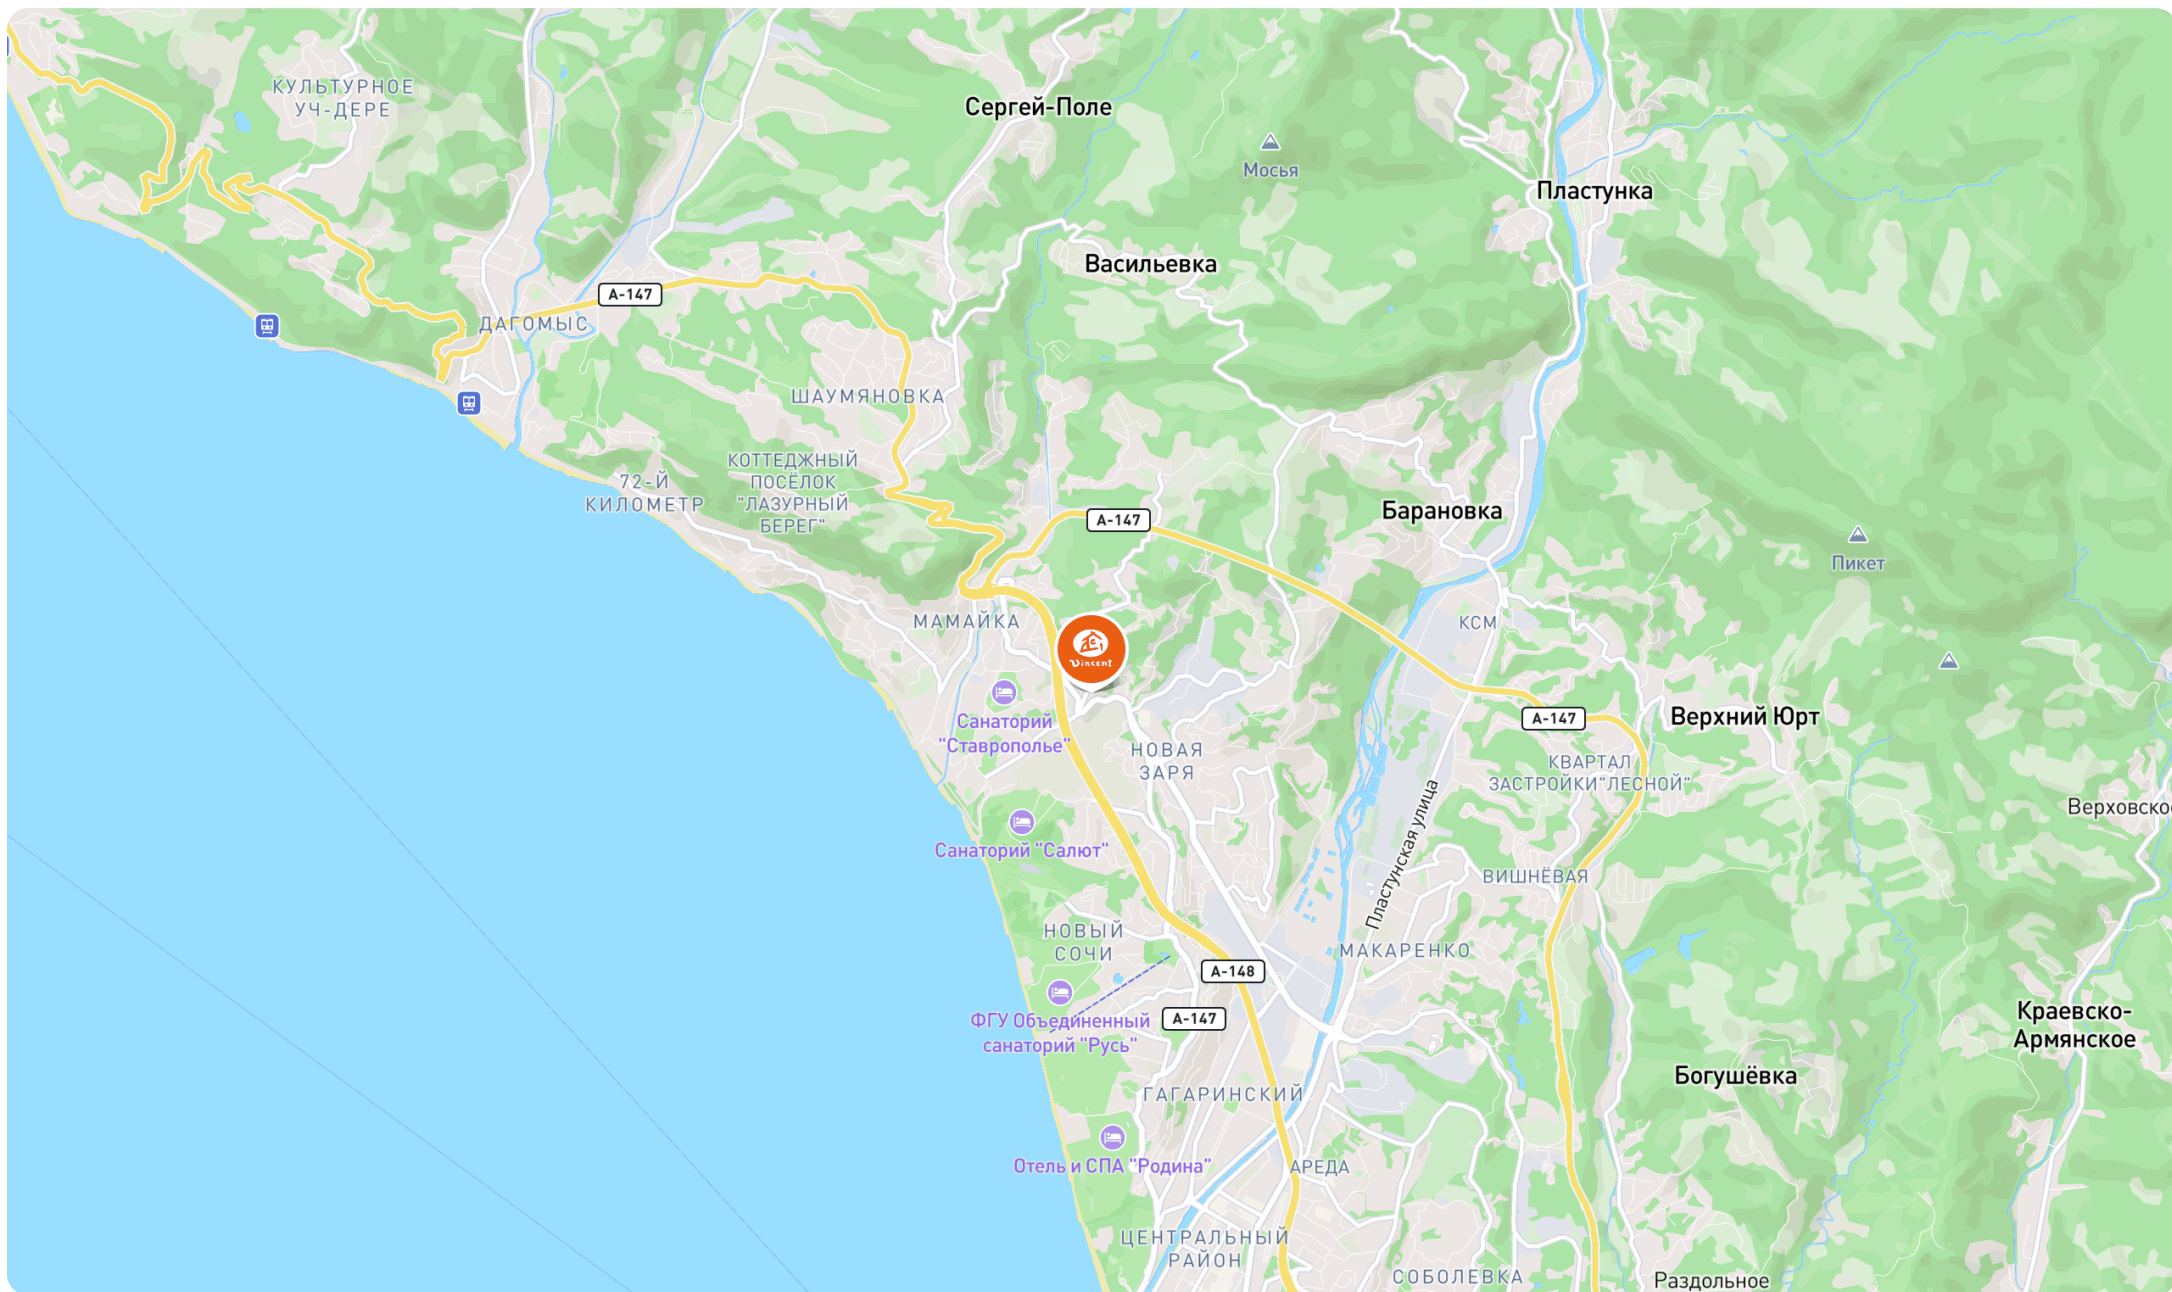 КУЛЬТУРНОЕ
УЧ-ДЕРЕ
Сергей-Поле
Мосья
Пластунка
Васильевка
А-147
ДАГОМЫС
ШАУМЯНОВКА
КОТТЕДЖНЫЙ
ПОСЁЛОК
"ЛАЗУРНЫЙ
БЕРЕГ"
72-Й
КИЛОМЕТР
А-147
Барановка
Пикет
МАМАЙКА
КСМ
Vincent
Санаторий
"Ставрополье"
НОВАЯ
ЗАРЯ
А-147
Верхний Юрт
КВАРТАЛ
ЗАСТРОЙКИ"ЛЕСНОЙ"
Верховско
Пластунская улица
Санаторий "Салют"
ВИШНЁВАЯ
НОВЫЙ
СОЧИ
МАКАРЕНКО
А-148
А-147
ФГУ Объединенный
санаторий "Русь"
Краевско-
Армянское
Богушёвка
ГАГАРИНСКИЙ
Отель и СПА "Родина"
АРЕДА
ЦЕНТРАЛЬНЫЙ
РАЙОН
СОБОЛЕВКА
Раздольное